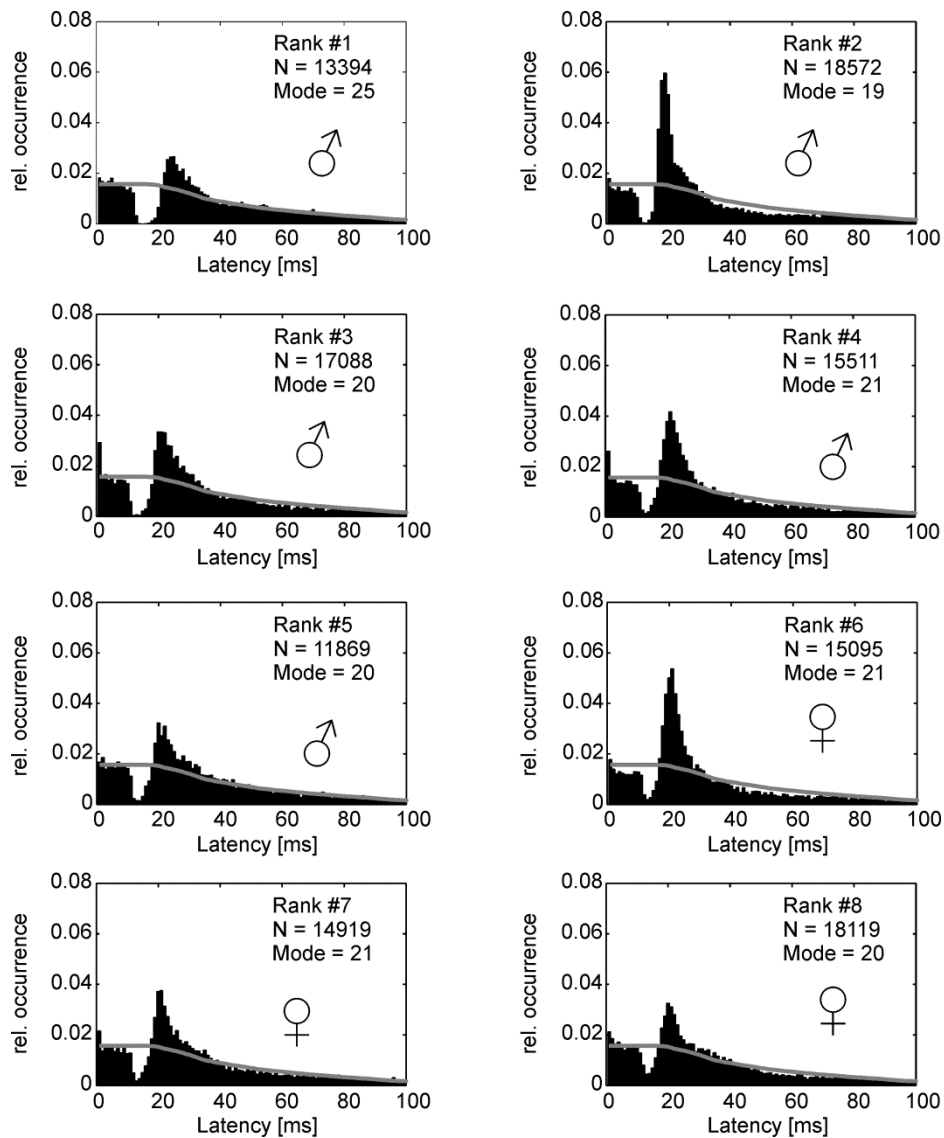 0.08
0.06
0.04
0.02
0
rel. occurrence
Rank #1
N = 13394
Mode = 25
♂
0 20 40 60 80 100
Latency [ms]
0.08
0.06
0.04
0.02
0
rel. occurrence
Rank #2
N = 18572
Mode = 19
♂
0 20 40 60 80 100
Latency [ms]
0.08
0.06
0.04
0.02
0
rel. occurrence
Rank #3
N = 17088
Mode = 20
♂
0 20 40 60 80 100
Latency [ms]
0.08
0.06
0.04
0.02
0
rel. occurrence
Rank #4
N = 15511
Mode = 21
♂
0 20 40 60 80 100
Latency [ms]
0.08
0.06
0.04
0.02
0
rel. occurrence
Rank #5
N = 11869
Mode = 20
♂
0 20 40 60 80 100
Latency [ms]
0.08
0.06
0.04
0.02
0
rel. occurrence
Rank #6
N = 15095
Mode = 21
♀
0 20 40 60 80 100
Latency [ms]
0.08
0.06
0.04
0.02
0
rel. occurrence
Rank #7
N = 14919
Mode = 21
♀
0 20 40 60 80 100
Latency [ms]
0.08
0.06
0.04
0.02
0
rel. occurrence
Rank #8
N = 18119
Mode = 20
♀
0 20 40 60 80 100
Latency [ms]